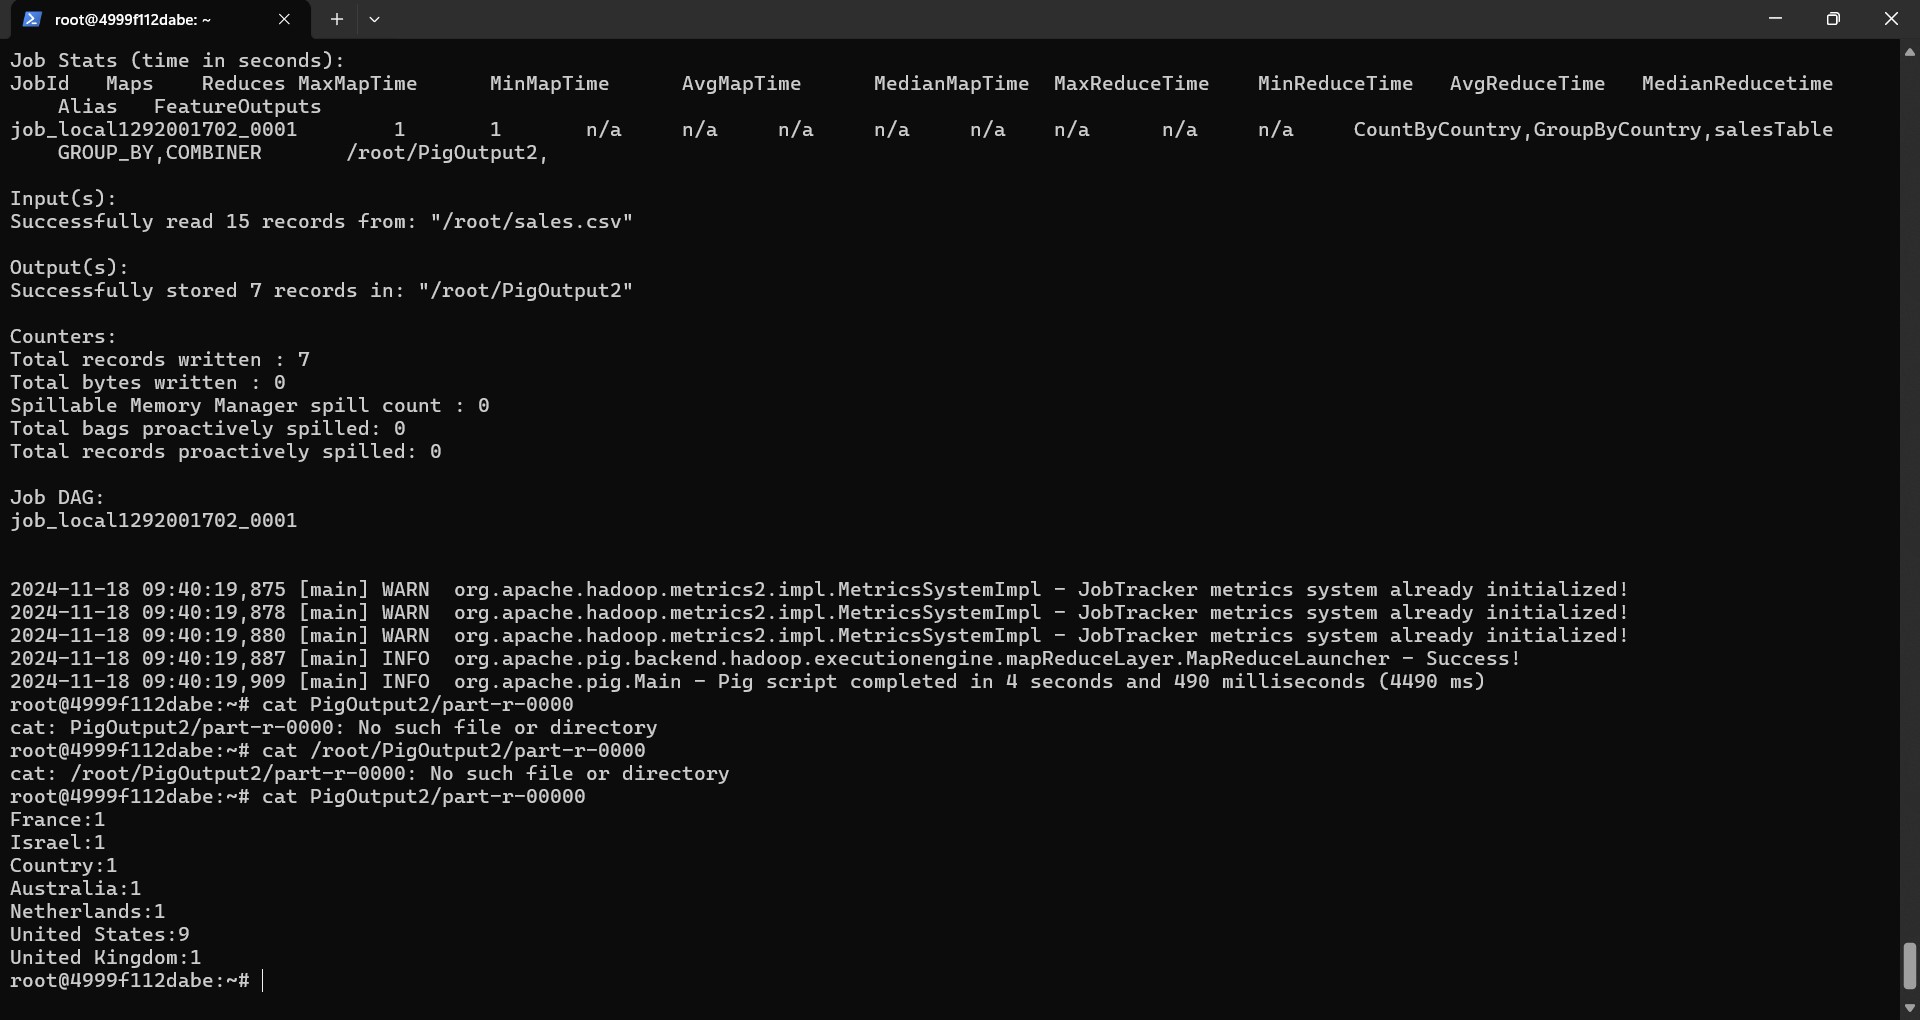 root@4999f112dabe: ~
Job Stats (time in seconds):
JobId   Maps    Reduces MaxMapTime      MinMapTime      AvgMapTime      MedianMapTime  MaxReduceTime    MinReduceTime   AvgReduceTime   MedianReducetime
    Alias   FeatureOutputs
job_local1292001702_0001        1       1       n/a     n/a     n/a     n/a     n/a    n/a      n/a     n/a     CountByCountry,GroupByCountry,salesTable
    GROUP_BY,COMBINER       /root/PigOutput2,
Input(s):
Successfully read 15 records from: "/root/sales.csv"
Output(s):
Successfully stored 7 records in: "/root/PigOutput2"
Counters:
Total records written : 7
Total bytes written : 0
Spillable Memory Manager spill count : 0
Total bags proactively spilled: 0
Total records proactively spilled: 0
Job DAG:
job_local1292001702_0001
2024-11-18 09:40:19,875 [main] WARN  org.apache.hadoop.metrics2.impl.MetricsSystemImpl - JobTracker metrics system already initialized!
2024-11-18 09:40:19,878 [main] WARN  org.apache.hadoop.metrics2.impl.MetricsSystemImpl - JobTracker metrics system already initialized!
2024-11-18 09:40:19,880 [main] WARN  org.apache.hadoop.metrics2.impl.MetricsSystemImpl - JobTracker metrics system already initialized!
2024-11-18 09:40:19,887 [main] INFO  org.apache.pig.backend.hadoop.executionengine.mapReduceLayer.MapReduceLauncher - Success!
2024-11-18 09:40:19,909 [main] INFO  org.apache.pig.Main - Pig script completed in 4 seconds and 490 milliseconds (4490 ms)
root@4999f112dabe:~# cat PigOutput2/part-r-0000
cat: PigOutput2/part-r-0000: No such file or directory
root@4999f112dabe:~# cat /root/PigOutput2/part-r-0000
cat: /root/PigOutput2/part-r-0000: No such file or directory
root@4999f112dabe:~# cat PigOutput2/part-r-00000
France:1
Israel:1
Country:1
Australia:1
Netherlands:1
United States:9
United Kingdom:1
root@4999f112dabe:~#